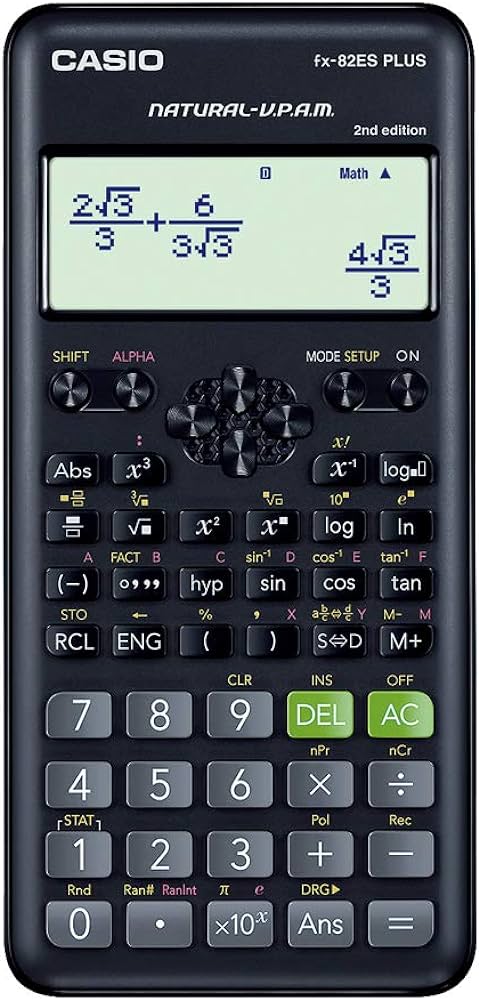 CASIO fx-82ES PLUS
NATURAL-V.P.A.M.
2nd edition
D Math ▲
2√3/3+6/3√3
4√3/3
SHIFT ALPHA MODE SETUP ON
: x!
Abs x³ x⁻¹ log■□
■▤ ³√■ ■√□ 10■ e■
▤ √■ x² x■ log ln
A FACT B C sin⁻¹ D cos⁻¹ E tan⁻¹ F
(−) °,,, hyp sin cos tan
STO ← % , X a b/c⇔d/c Y M− M
RCL ENG ( ) S⇔D M+
CLR INS OFF
7 8 9 DEL AC
nPr nCr
4 5 6 × ÷
STAT Pol Rec
1 2 3 + −
Rnd Ran# RanInt π e DRG▶
0 • ×10ˣ Ans =